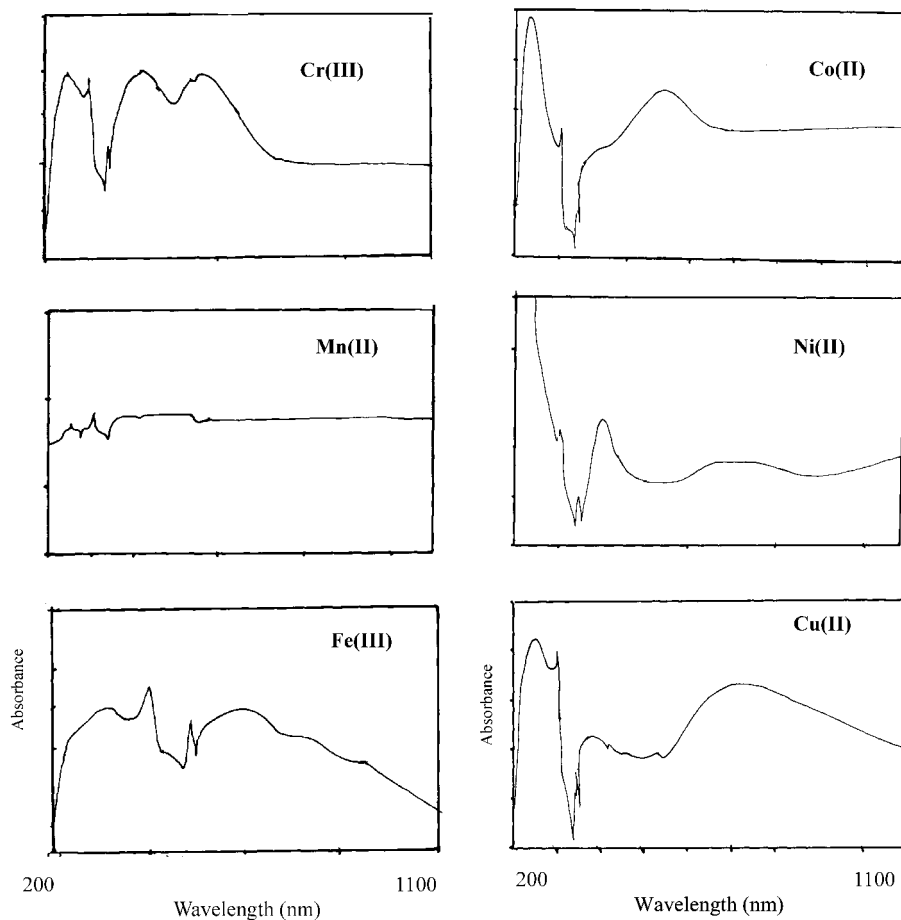 Cr(III)
Co(II)
Mn(II)
Ni(II)
Fe(III)
Cu(II)
Absorbance
Absorbance
200
1100
200
1100
Wavelength (nm)
Wavelength (nm)